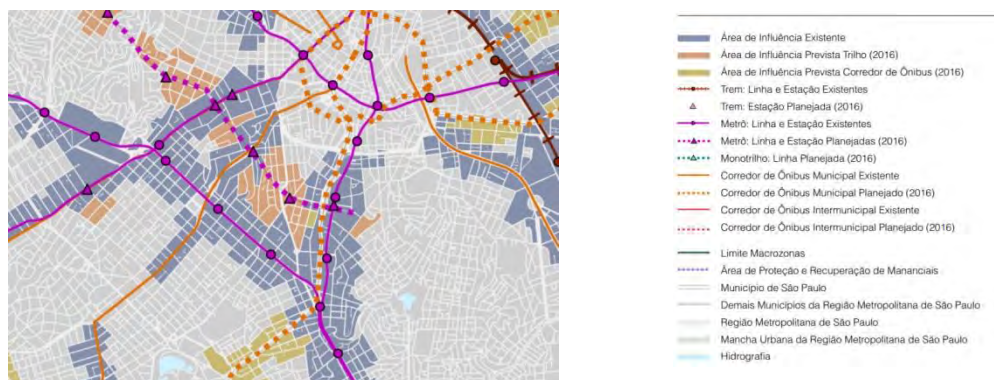 Área de Influência Existente
Área de Influência Prevista Trilho (2016)
Área de Influência Prevista Corredor de Ônibus (2016)
Trem: Linha e Estação Existentes
Trem: Estação Planejada (2016)
Metrô: Linha e Estação Existentes
Metrô: Linha e Estação Planejadas (2016)
Monotrilho: Linha Planejada (2016)
Corredor de Ônibus Municipal Existente
Corredor de Ônibus Municipal Planejado (2016)
Corredor de Ônibus Intermunicipal Existente
Corredor de Ônibus Intermunicipal Planejado (2016)
Limite Macrozonas
Área de Proteção e Recuperação de Mananciais
Município de São Paulo
Demais Municípios da Região Metropolitana de São Paulo
Região Metropolitana de São Paulo
Mancha Urbana da Região Metropolitana de São Paulo
Hidrografia